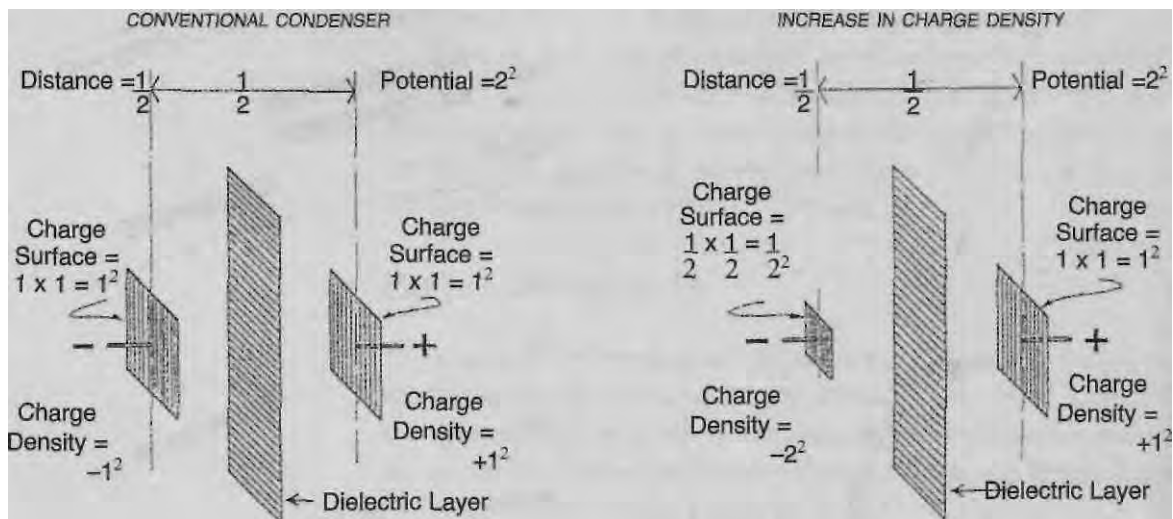 CONVENTIONAL CONDENSER
Distance = 1/2
1/2
Potential = 2²
Charge
Surface =
1 x 1 = 1²
Charge
Surface =
1 x 1 = 1²
−
+
Charge
Density =
−1²
Charge
Density =
+1²
Dielectric Layer
INCREASE IN CHARGE DENSITY
Distance = 1/2
1/2
Potential = 2²
Charge
Surface =
1/2 x 1/2 = 1/2²
Charge
Surface =
1 x 1 = 1²
−
+
Charge
Density =
−2²
Charge
Density =
+1²
Dielectric Layer